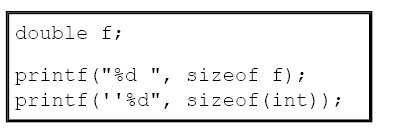 double f;
printf("%d ", sizeof f);
printf(''%d", sizeof(int));